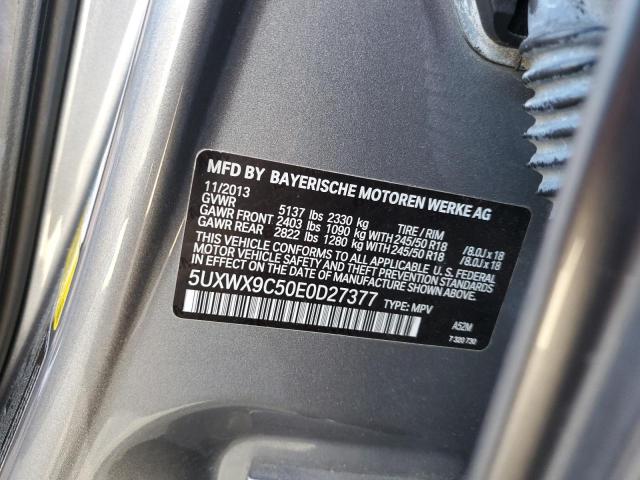 MFD BY BAYERISCHE MOTOREN WERKE AG
11/2013
GVWR 5137 lbs 2330 kg TIRE / RIM
GAWR FRONT 2403 lbs 1090 kg WITH 245/50 R18 /8.0J x 18
GAWR REAR 2822 lbs 1280 kg WITH 245/50 R18 /8.0J x 18
THIS VEHICLE CONFORMS TO ALL APPLICABLE U. S. FEDERAL
MOTOR VEHICLE SAFETY AND THEFT PREVENTION STANDARDS
IN EFFECT ON THE DATE OF MANUFACTURE SHOWN ABOVE.
5UXWX9C50E0D27377 TYPE: MPV
A52M
7 320 730